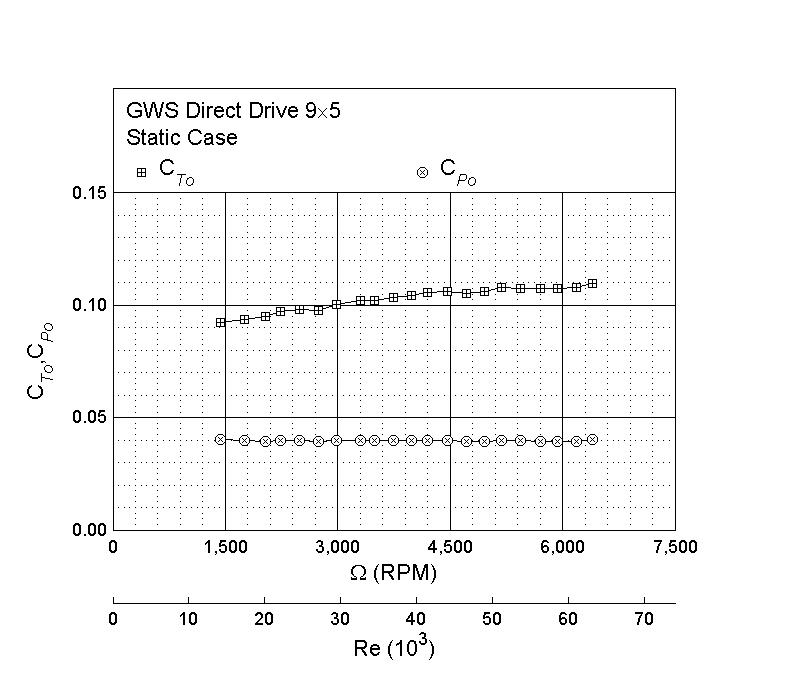 GWS Direct Drive 9×5
Static Case
C_To C_Po
0.15
0.10
0.05
0.00
C_To,C_Po
0 1,500 3,000 4,500 6,000 7,500
Ω (RPM)
0 10 20 30 40 50 60 70
Re (10³)